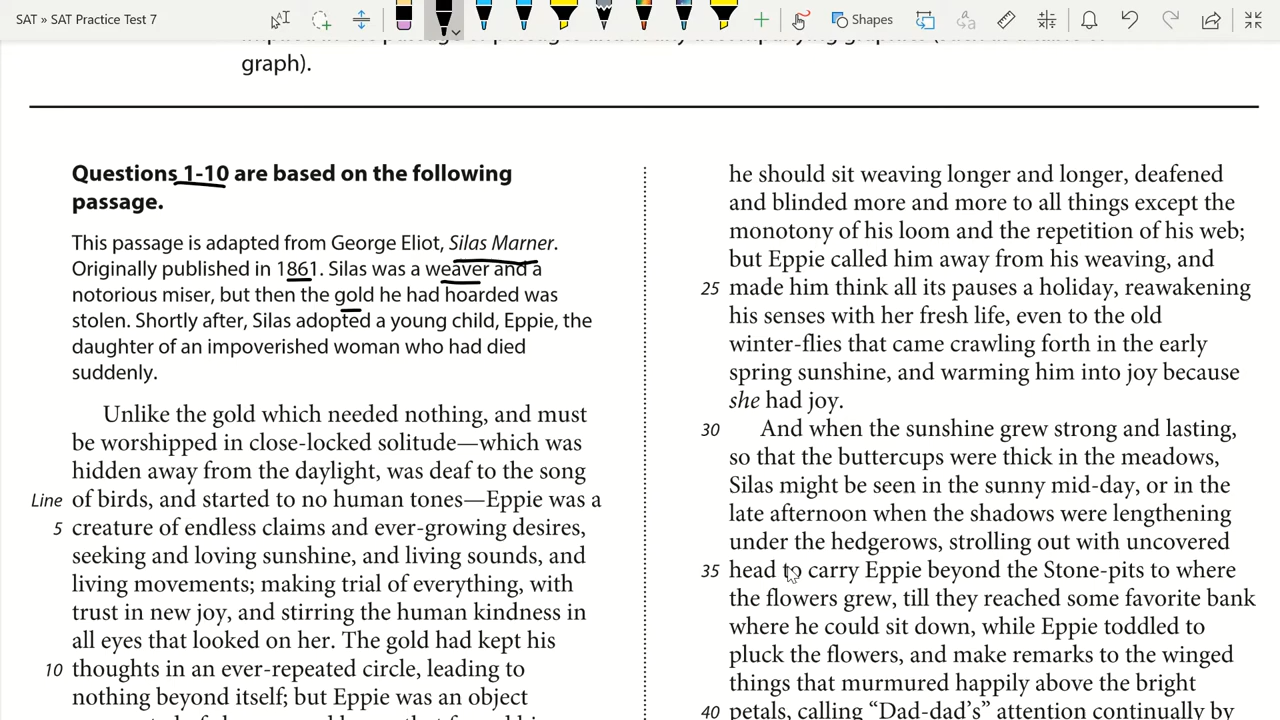 SAT » SAT Practice Test 7
Shapes
graph).
Questions 1-10 are based on the following
passage.
This passage is adapted from George Eliot, Silas Marner.
Originally published in 1861. Silas was a weaver and a
notorious miser, but then the gold he had hoarded was
stolen. Shortly after, Silas adopted a young child, Eppie, the
daughter of an impoverished woman who had died
suddenly.
Unlike the gold which needed nothing, and must
be worshipped in close-locked solitude—which was
hidden away from the daylight, was deaf to the song
Line of birds, and started to no human tones—Eppie was a
5 creature of endless claims and ever-growing desires,
seeking and loving sunshine, and living sounds, and
living movements; making trial of everything, with
trust in new joy, and stirring the human kindness in
all eyes that looked on her. The gold had kept his
10 thoughts in an ever-repeated circle, leading to
nothing beyond itself; but Eppie was an object
he should sit weaving longer and longer, deafened
and blinded more and more to all things except the
monotony of his loom and the repetition of his web;
but Eppie called him away from his weaving, and
25 made him think all its pauses a holiday, reawakening
his senses with her fresh life, even to the old
winter-flies that came crawling forth in the early
spring sunshine, and warming him into joy because
she had joy.
30 And when the sunshine grew strong and lasting,
so that the buttercups were thick in the meadows,
Silas might be seen in the sunny mid-day, or in the
late afternoon when the shadows were lengthening
under the hedgerows, strolling out with uncovered
35 head to carry Eppie beyond the Stone-pits to where
the flowers grew, till they reached some favorite bank
where he could sit down, while Eppie toddled to
pluck the flowers, and make remarks to the winged
things that murmured happily above the bright
40 petals, calling “Dad-dad’s” attention continually by